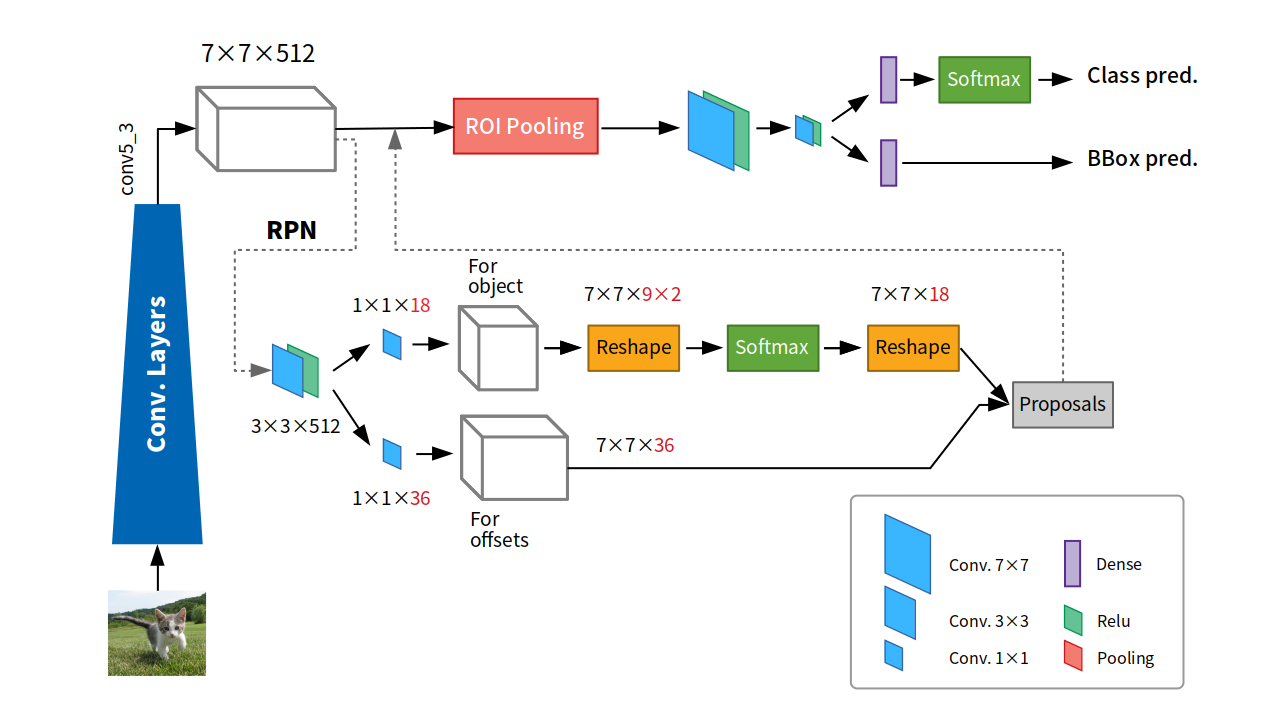 7×7×512
conv5_3
ROI Pooling
Softmax
Class pred.
BBox pred.
RPN
Conv. Layers
For
object
1×1×18
7×7×9×2
7×7×18
Reshape
Softmax
Reshape
Proposals
3×3×512
7×7×36
1×1×36
For
offsets
Conv. 7×7
Dense
Conv. 3×3
Relu
Conv. 1×1
Pooling